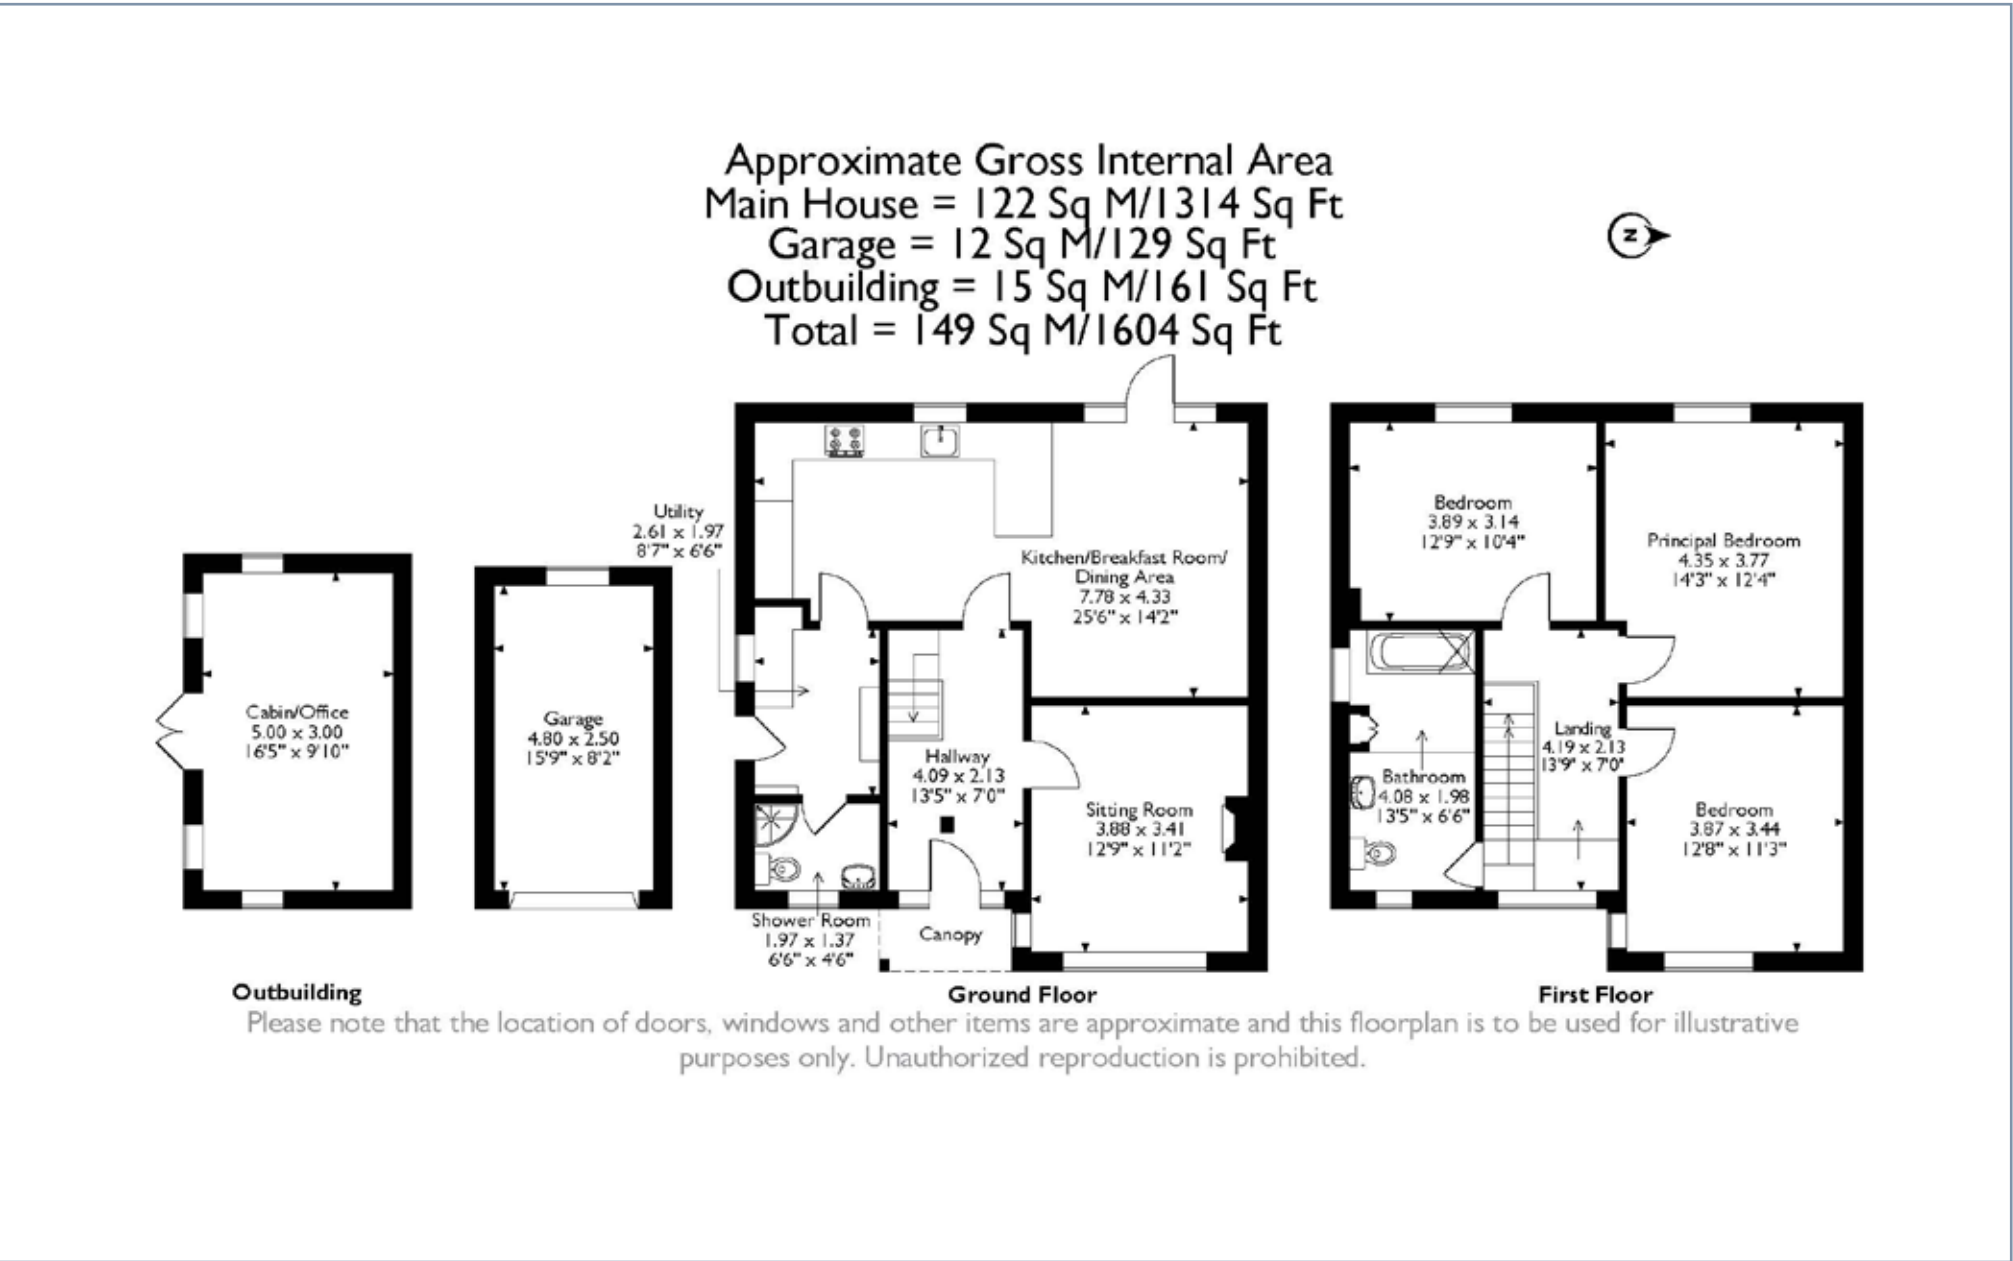 Approximate Gross Internal Area
Main House = 122 Sq M/1314 Sq Ft
Garage = 12 Sq M/129 Sq Ft
Outbuilding = 15 Sq M/161 Sq Ft
Total = 149 Sq M/1604 Sq Ft
N
Cabin/Office
5.00 x 3.00
16'5" x 9'10"
Garage
4.80 x 2.50
15'9" x 8'2"
Utility
2.61 x 1.97
8'7" x 6'6"
Kitchen/Breakfast Room/
Dining Area
7.78 x 4.33
25'6" x 14'2"
Hallway
4.09 x 2.13
13'5" x 7'0"
Sitting Room
3.88 x 3.41
12'9" x 11'2"
Shower Room
1.97 x 1.37
6'6" x 4'6"
Canopy
Bedroom
3.89 x 3.14
12'9" x 10'4"
Principal Bedroom
4.35 x 3.77
14'3" x 12'4"
Landing
4.19 x 2.13
13'9" x 7'0"
Bathroom
4.08 x 1.98
13'5" x 6'6"
Bedroom
3.87 x 3.44
12'8" x 11'3"
Outbuilding
Ground Floor
First Floor
Please note that the location of doors, windows and other items are approximate and this floorplan is to be used for illustrative
purposes only. Unauthorized reproduction is prohibited.